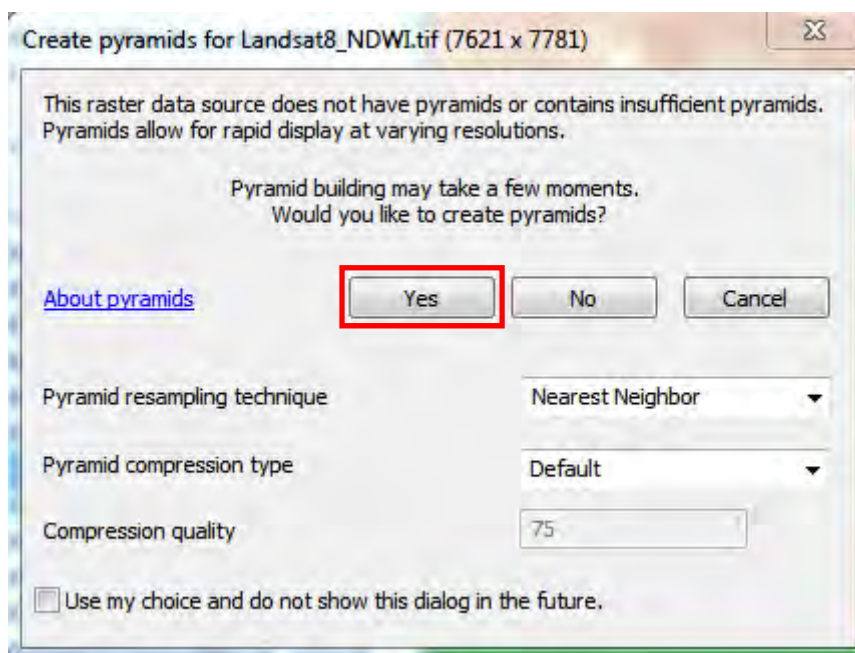 Create pyramids for Landsat8_NDWI.tif (7621 x 7781)
This raster data source does not have pyramids or contains insufficient pyramids.
Pyramids allow for rapid display at varying resolutions.
Pyramid building may take a few moments.
Would you like to create pyramids?
About pyramids Yes No Cancel
Pyramid resampling technique Nearest Neighbor
Pyramid compression type Default
Compression quality 75
Use my choice and do not show this dialog in the future.